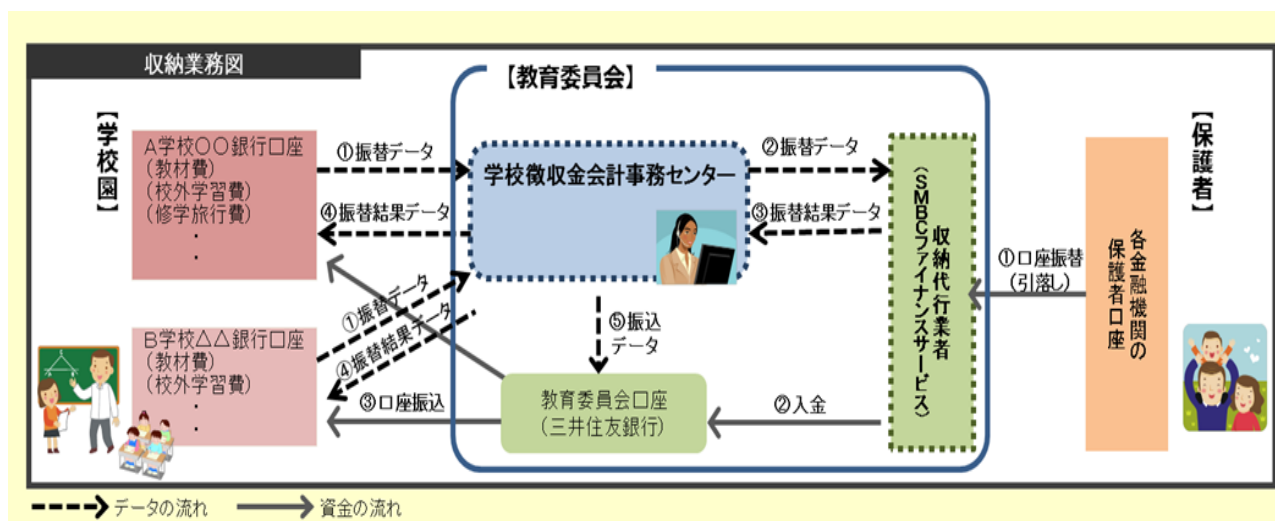 収納業務図
【教育委員会】
【学校園】
A学校○○銀行口座
(教材費)
(校外学習費)
(修学旅行費)
・
・
①振替データ
④振替結果データ
学校徴収金会計事務センター
②振替データ
③振替結果データ
収納代行業者
(SMBCファイナンスサービス)
①口座振替
(引落し)
各金融機関の
保護者口座
【保護者】
B学校△△銀行口座
(教材費)
(校外学習費)
・
・
①振替データ
④振替結果データ
③口座振込
⑤振込
データ
教育委員会口座
(三井住友銀行)
②入金
データの流れ
資金の流れ